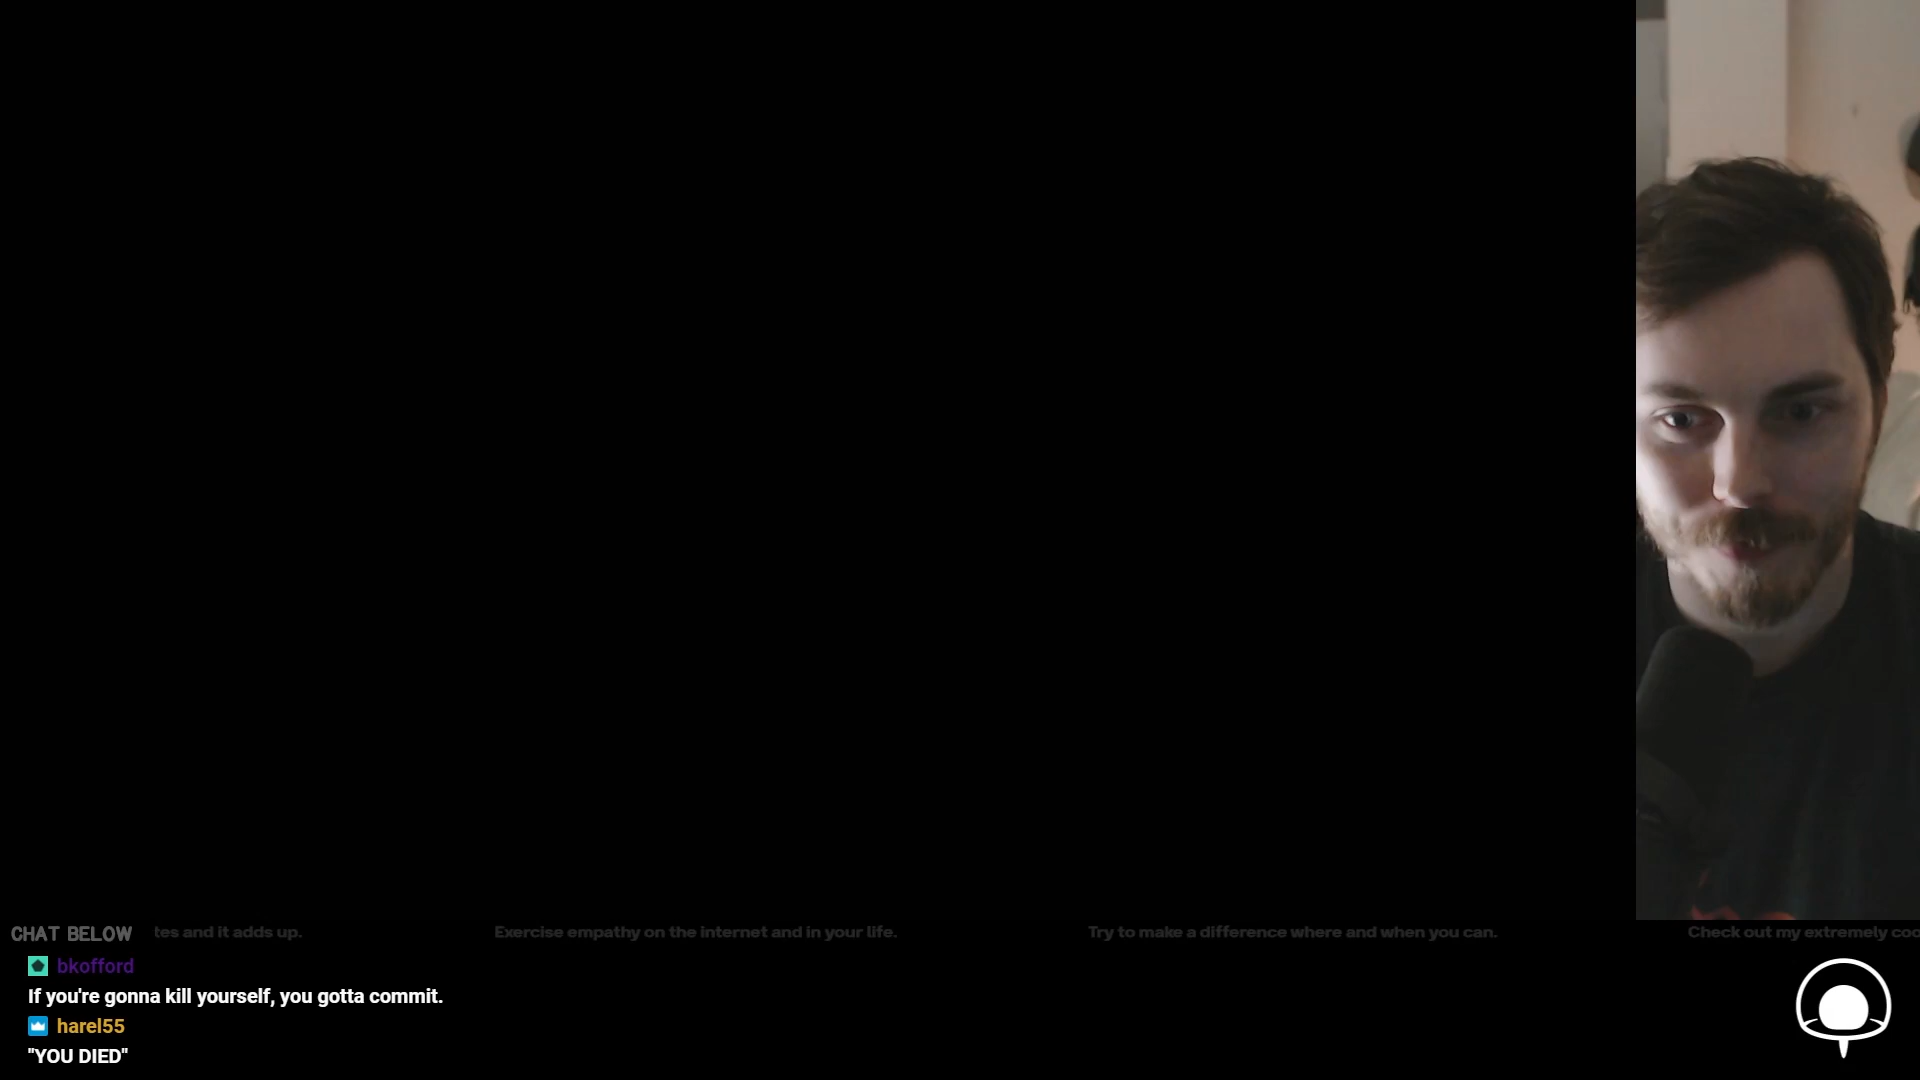 CHAT BELOW
tes and it adds up.
Exercise empathy on the internet and in your life.
Try to make a difference where and when you can.
Check out my extremely coo
bkofford
If you're gonna kill yourself, you gotta commit.
harel55
"YOU DIED"